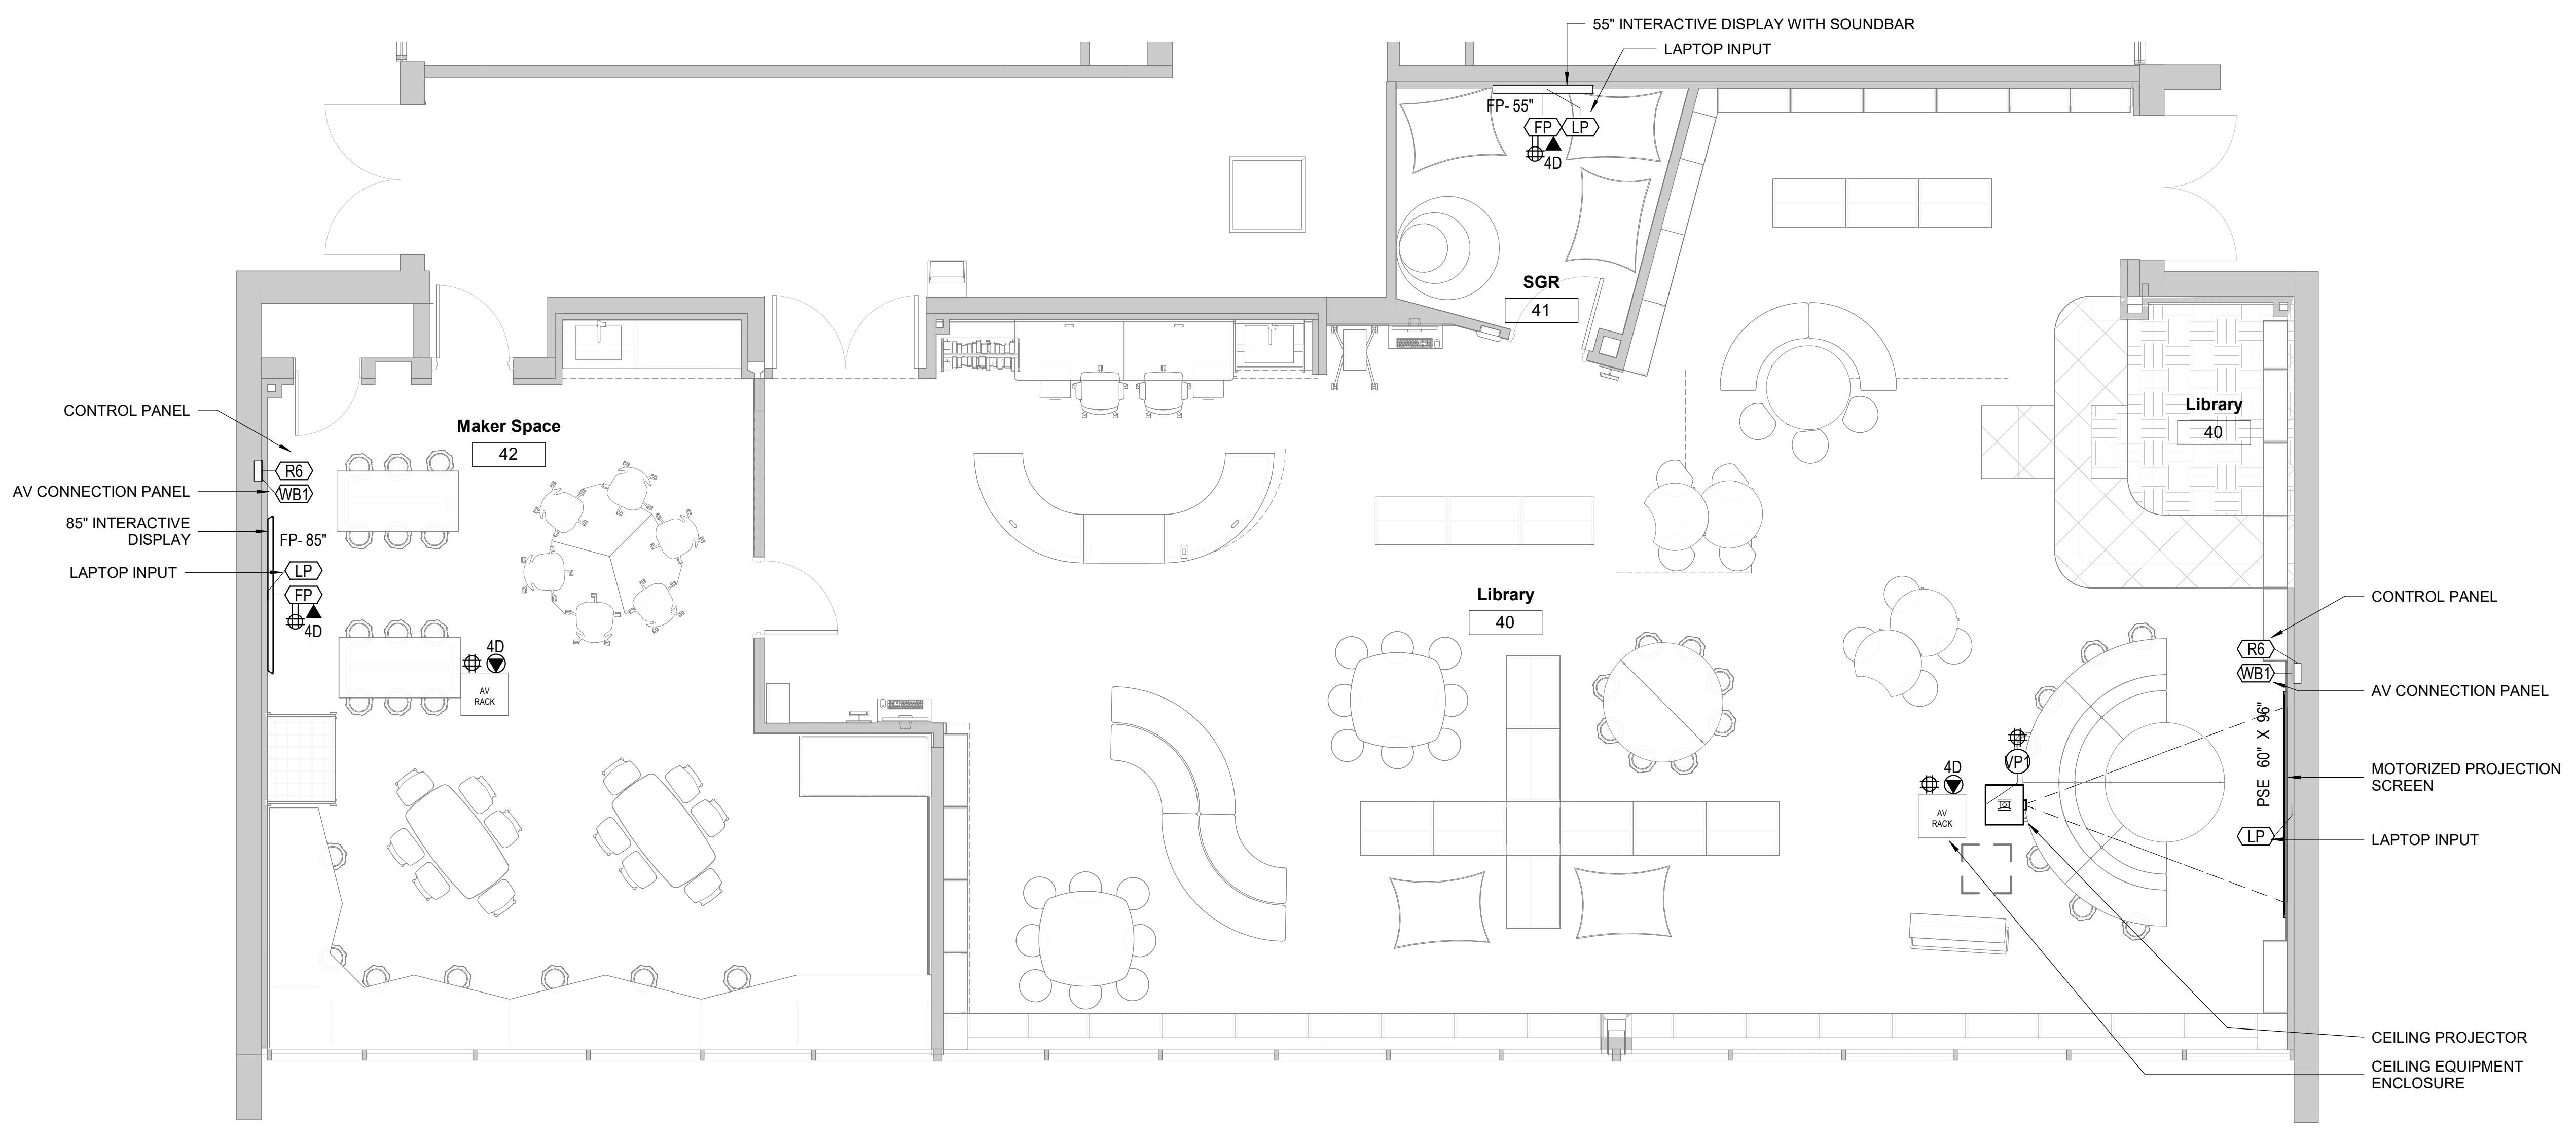 55" INTERACTIVE DISPLAY WITH SOUNDBAR
LAPTOP INPUT
FP- 55"
FP
LP
4D
SGR
41
CONTROL PANEL
R6
AV CONNECTION PANEL
WB1
85" INTERACTIVE
DISPLAY
FP- 85"
LAPTOP INPUT
LP
FP
4D
Maker Space
42
4D
AV
RACK
Library
40
Library
40
CONTROL PANEL
R6
WB1
AV CONNECTION PANEL
PSE 60" X 96"
VP1
4D
AV
RACK
MOTORIZED PROJECTION
SCREEN
LP
LAPTOP INPUT
CEILING PROJECTOR
CEILING EQUIPMENT
ENCLOSURE